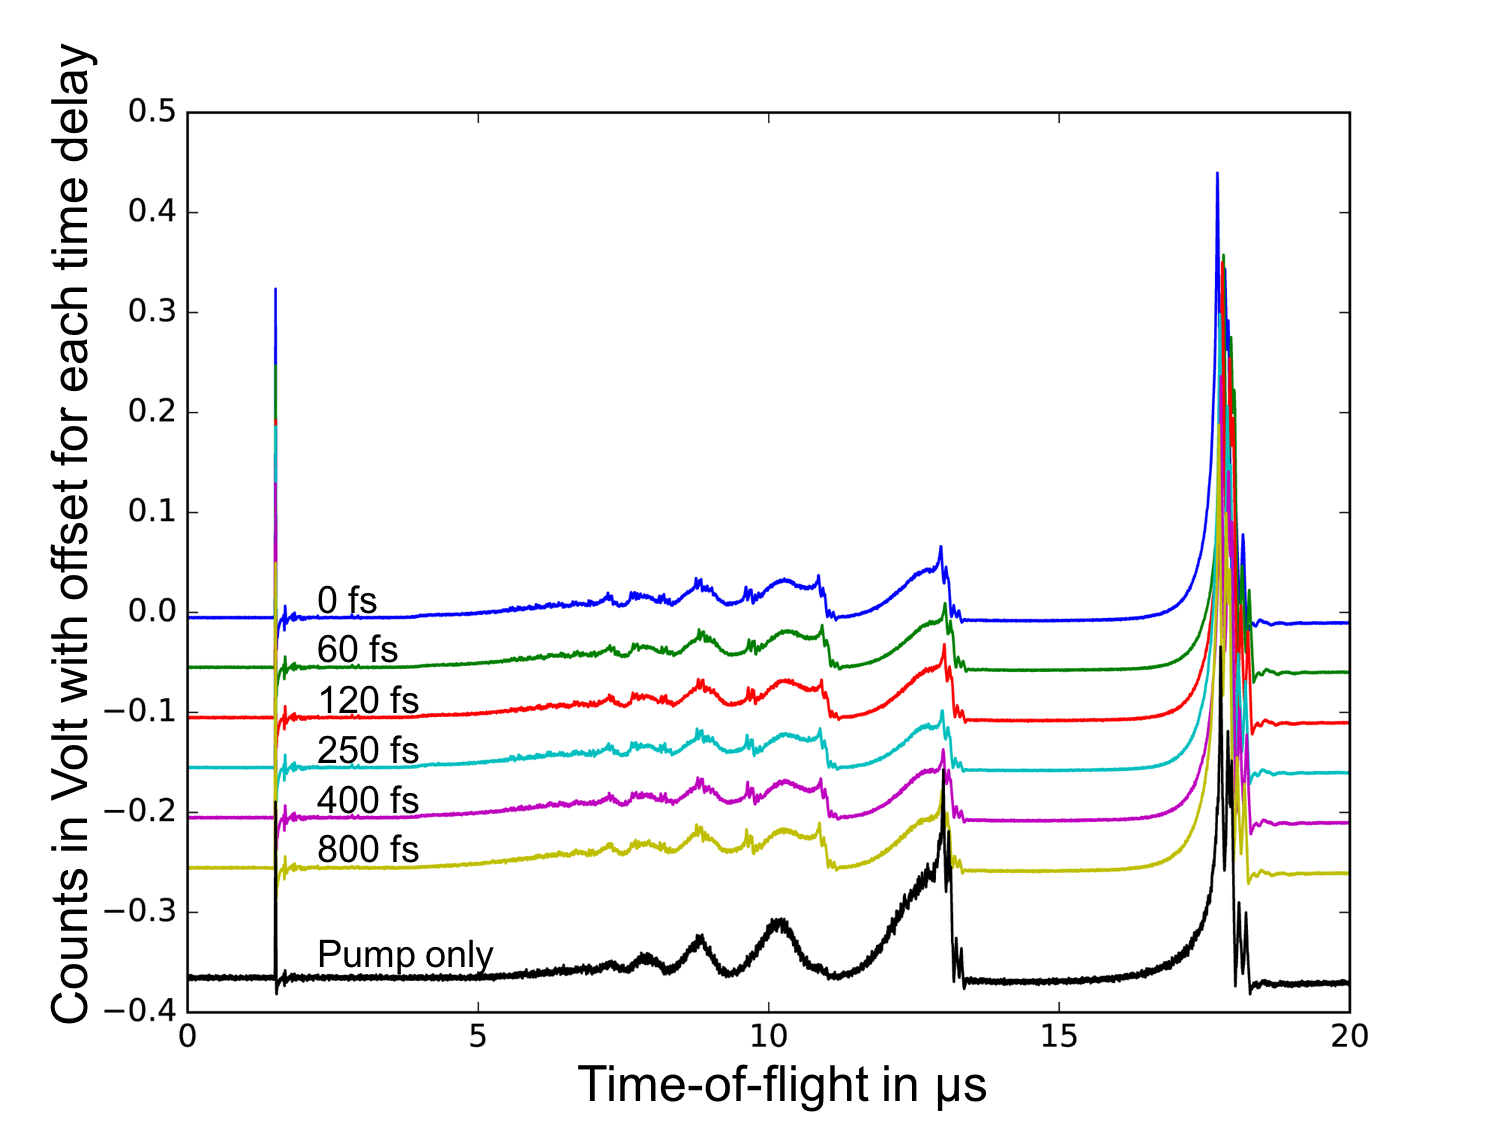 Counts in Volt with offset for each time delay
0.5
0.4
0.3
0.2
0.1
0.0
−0.1
−0.2
−0.3
−0.4
0 fs
60 fs
120 fs
250 fs
400 fs
800 fs
Pump only
0 5 10 15 20
Time-of-flight in µs